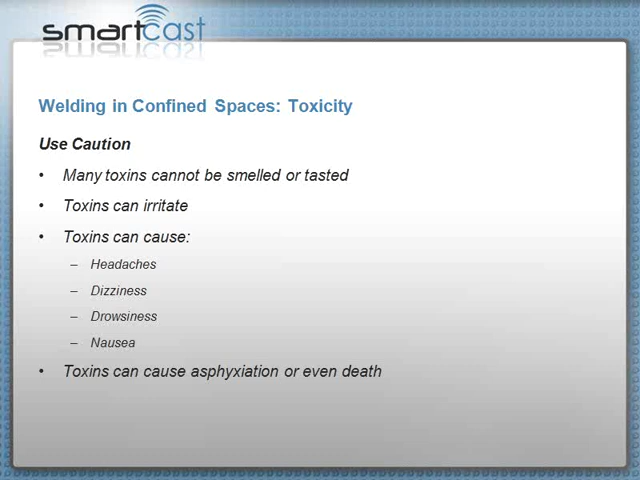 smartcast
Welding in Confined Spaces: Toxicity
Use Caution
• Many toxins cannot be smelled or tasted
• Toxins can irritate
• Toxins can cause:
– Headaches
– Dizziness
– Drowsiness
– Nausea
• Toxins can cause asphyxiation or even death